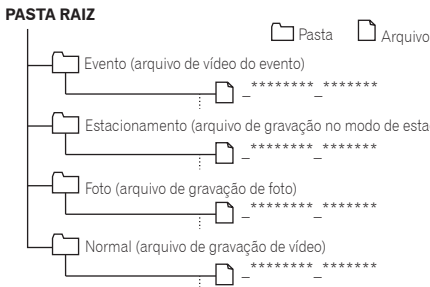 PASTA RAIZ
Pasta Arquivo
Evento (arquivo de vídeo do evento)
_********_*******
Estacionamento (arquivo de gravação no modo de esta
_********_*******
Foto (arquivo de gravação de foto)
_********_*******
Normal (arquivo de gravação de vídeo)
_********_*******